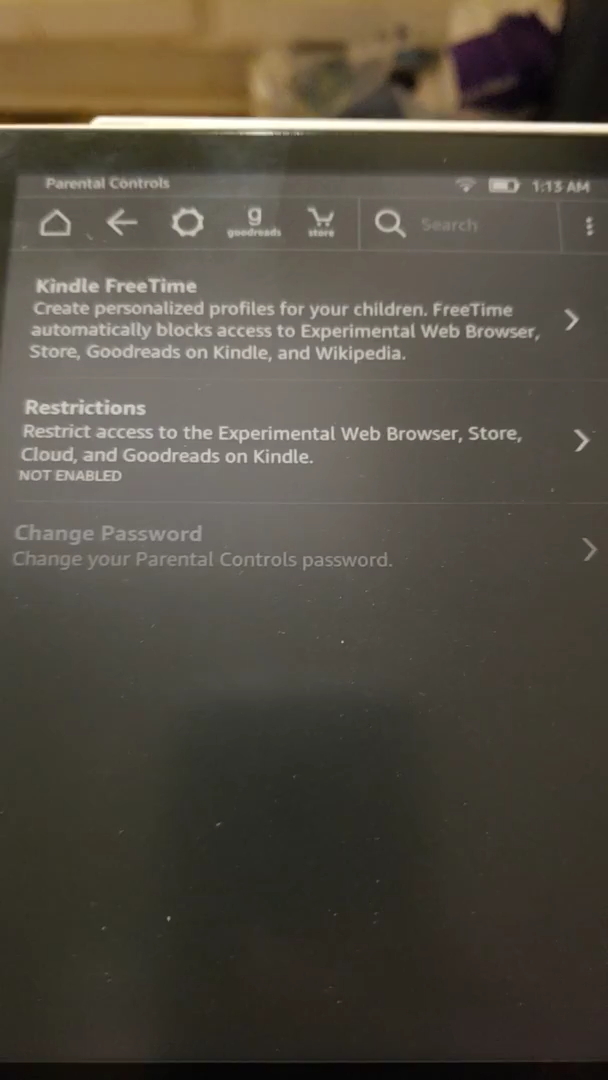 Parental Controls
1:13 AM
g
goodreads
store
Search
Kindle FreeTime
Create personalized profiles for your children. FreeTime
automatically blocks access to Experimental Web Browser,
Store, Goodreads on Kindle, and Wikipedia.
Restrictions
Restrict access to the Experimental Web Browser, Store,
Cloud, and Goodreads on Kindle.
NOT ENABLED
Change Password
Change your Parental Controls password.